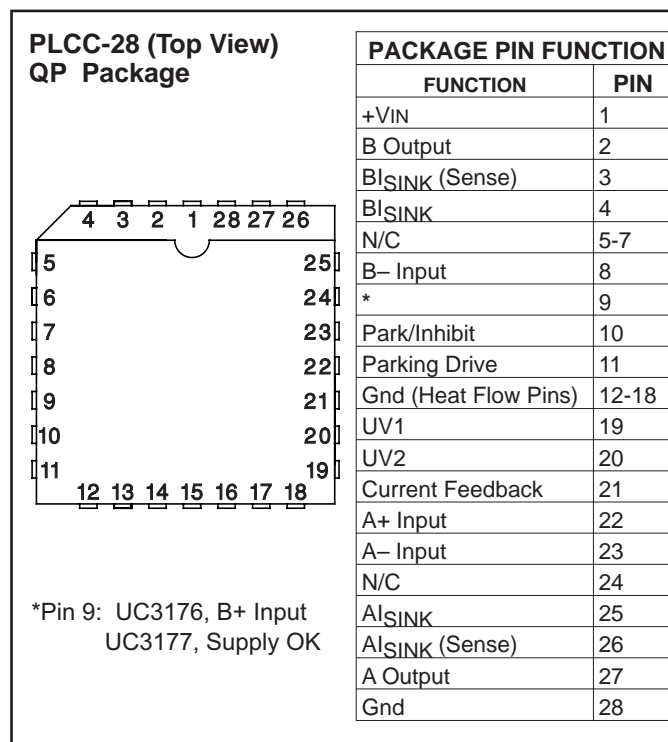 PLCC-28 (Top View)
QP Package
4 3 2 1 28 27 26
5 25
6 24
7 23
8 22
9 21
10 20
11 19
12 13 14 15 16 17 18
*Pin 9: UC3176, B+ Input
UC3177, Supply OK
PACKAGE PIN FUNCTION
FUNCTION PIN
+VIN 1
B Output 2
BISINK (Sense) 3
BISINK 4
N/C 5-7
B– Input 8
* 9
Park/Inhibit 10
Parking Drive 11
Gnd (Heat Flow Pins) 12-18
UV1 19
UV2 20
Current Feedback 21
A+ Input 22
A– Input 23
N/C 24
AISINK 25
AISINK (Sense) 26
A Output 27
Gnd 28